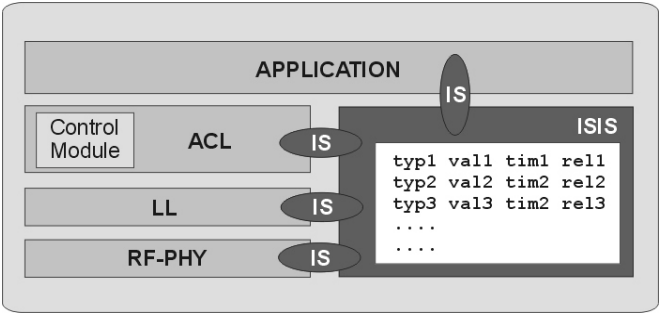 APPLICATION
IS
ISIS
Control
Module
ACL
IS
typ1 val1 tim1 rel1
typ2 val2 tim2 rel2
typ3 val3 tim2 rel3
....
....
LL
IS
RF-PHY
IS